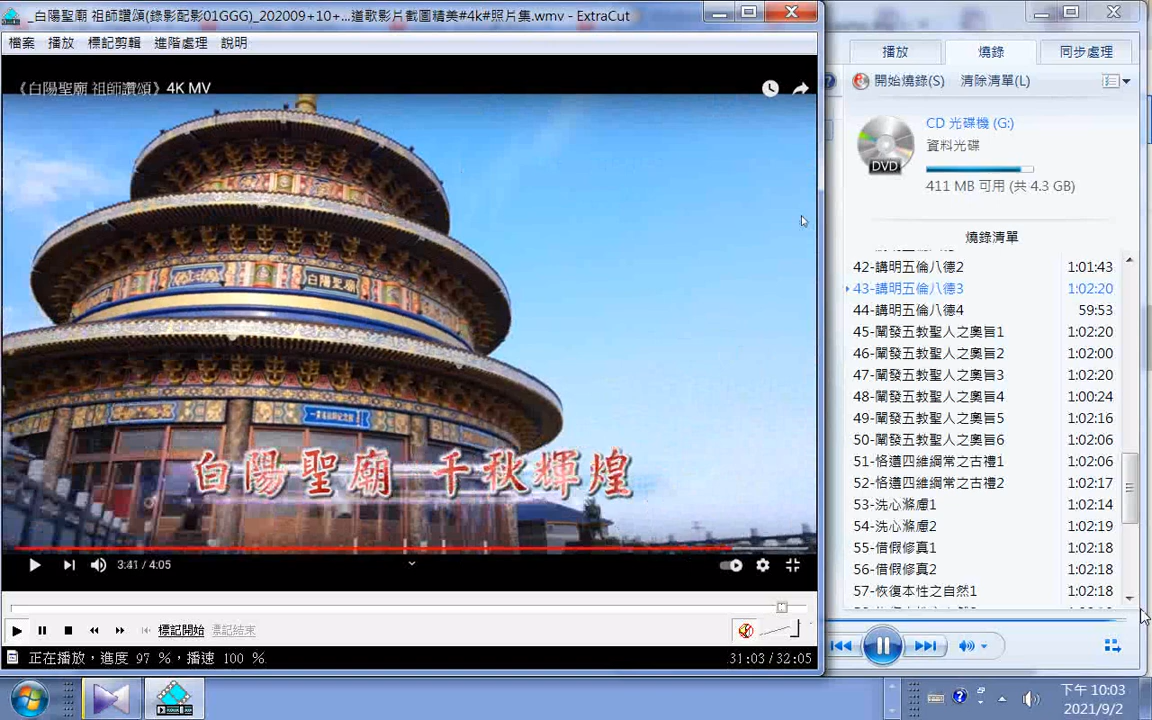 _白陽聖廟 祖師讚頌(錄影配影01GGG)_202009+10+...道歌影片截圖精美#4k#照片集.wmv - ExtraCut
檔案 播放 標記剪輯 進階處理 說明
《白陽聖廟 祖師讚頌》4K MV
白陽聖廟
白陽聖廟 千秋輝煌
3:41 / 4:05
標記開始 標記結束
正在播放，進度 97 %，播速 100 %.
31:03 / 32:05
播放 燒錄 同步處理
開始燒錄(S) 清除清單(L)
CD 光碟機 (G:)
資料光碟
DVD
411 MB 可用 (共 4.3 GB)
燒錄清單
42-講明五倫八德2 1:01:43
43-講明五倫八德3 1:02:20
44-講明五倫八德4 59:53
45-闡發五教聖人之奧旨1 1:02:20
46-闡發五教聖人之奧旨2 1:02:00
47-闡發五教聖人之奧旨3 1:02:20
48-闡發五教聖人之奧旨4 1:00:24
49-闡發五教聖人之奧旨5 1:02:16
50-闡發五教聖人之奧旨6 1:02:06
51-恪遵四維綱常之古禮1 1:02:06
52-恪遵四維綱常之古禮2 1:02:17
53-洗心滌慮1 1:02:14
54-洗心滌慮2 1:02:19
55-借假修真1 1:02:18
56-借假修真2 1:02:18
57-恢復本性之自然1 1:02:18
下午 10:03
2021/9/2